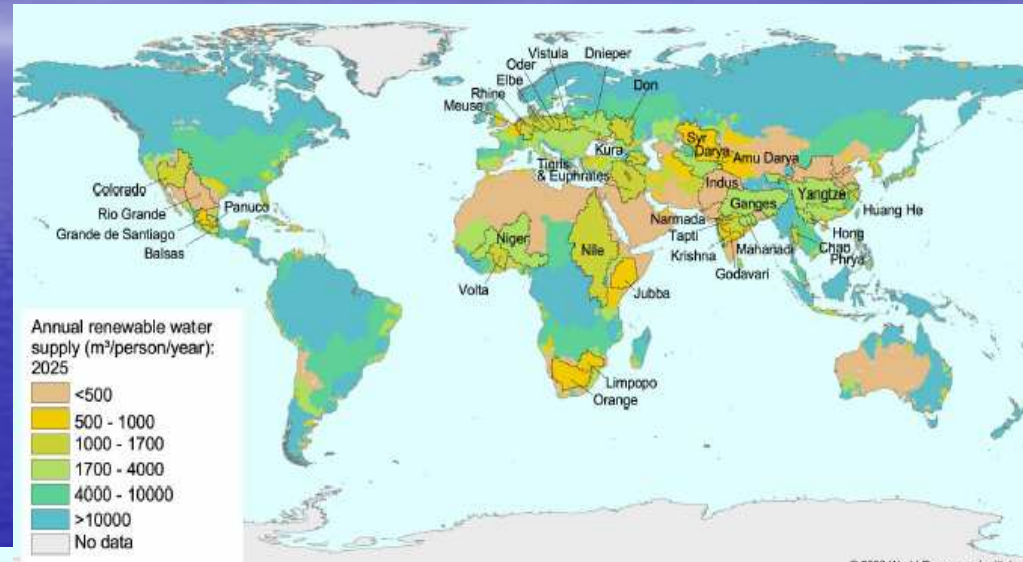 Vistula
Dnieper
Oder
Elbe
Don
Rhine
Meuse
Kura
Syr
Darya
Amu Darya
Tigris
& Euphrates
Indus
Ganges
Yangtze
Huang He
Colorado
Rio Grande
Panuco
Grande de Santiago
Balsas
Narmada
Tapti
Krishna
Mahanadi
Godavari
Hong
Chao
Phrya
Niger
Nile
Volta
Jubba
Limpopo
Orange
Annual renewable water
supply (m³/person/year):
2025
<500
500 - 1000
1000 - 1700
1700 - 4000
4000 - 10000
>10000
No data